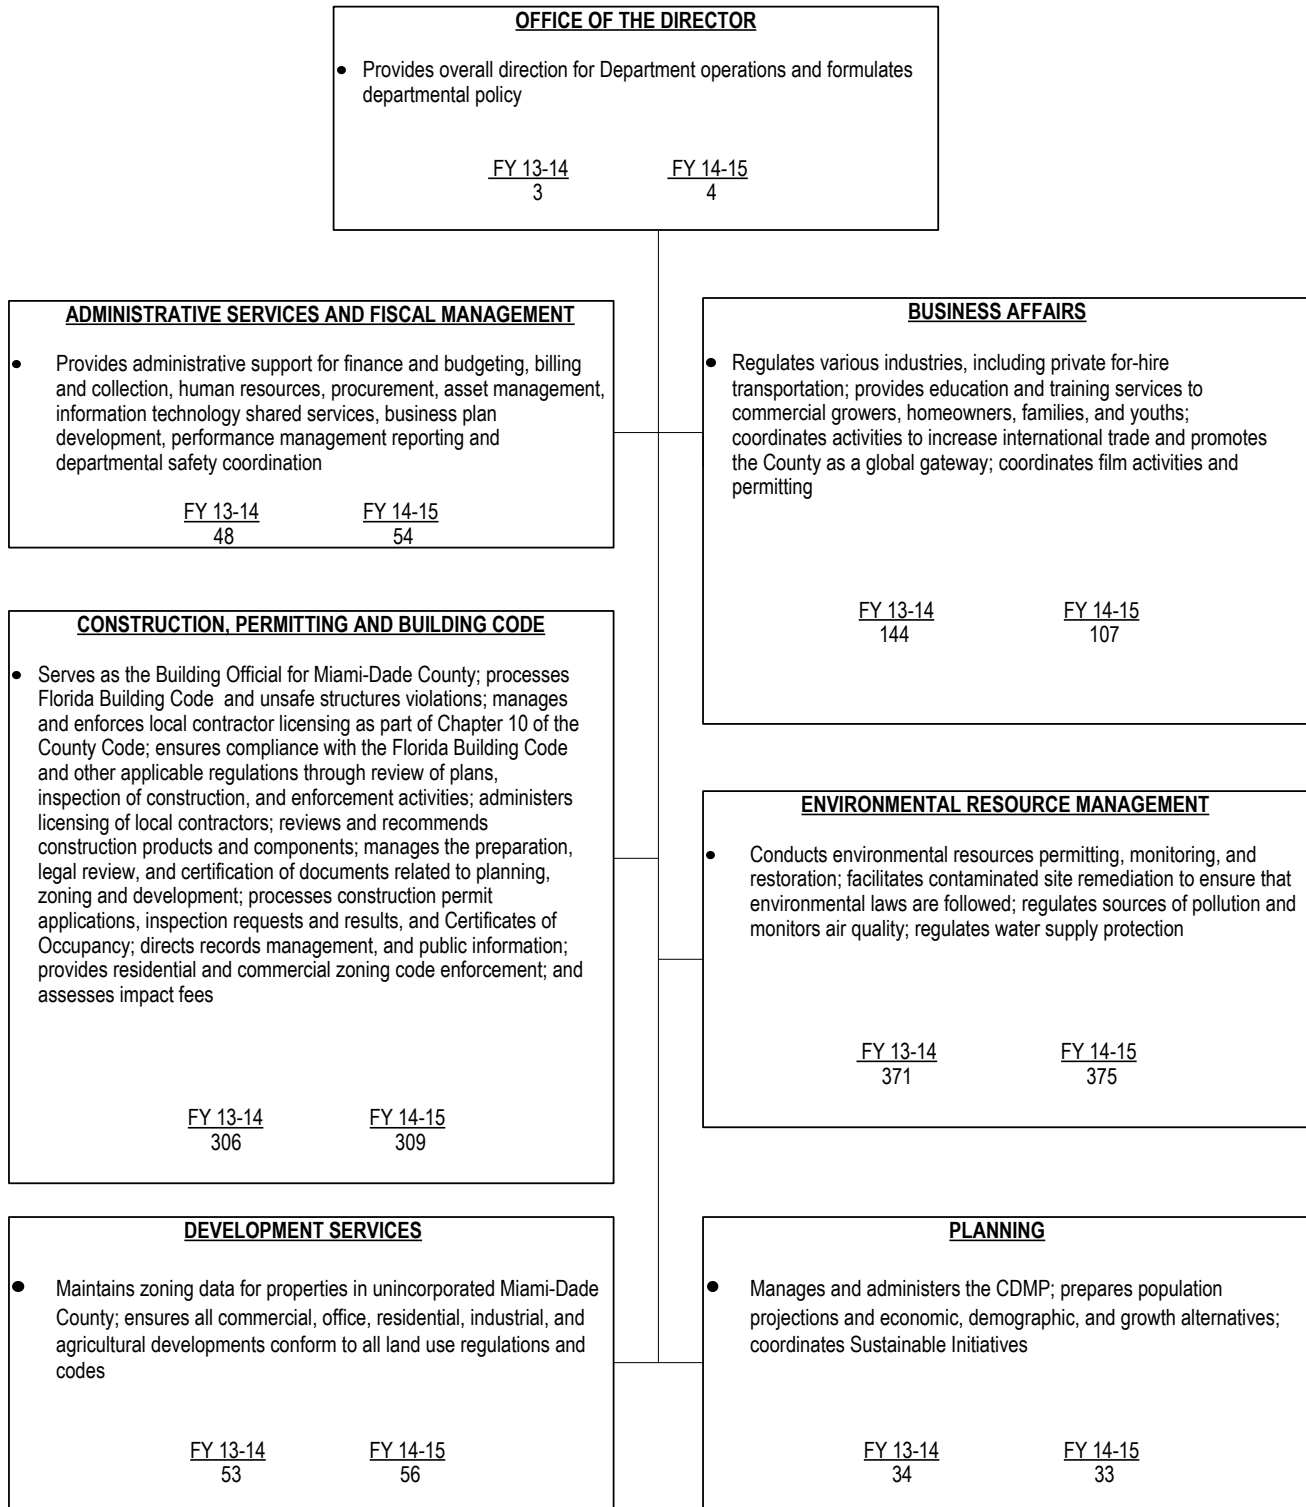 OFFICE OF THE DIRECTOR
• Provides overall direction for Department operations and formulates
departmental policy
FY 13-14 FY 14-15
3 4
ADMINISTRATIVE SERVICES AND FISCAL MANAGEMENT
• Provides administrative support for finance and budgeting, billing
and collection, human resources, procurement, asset management,
information technology shared services, business plan
development, performance management reporting and
departmental safety coordination
FY 13-14 FY 14-15
48 54
BUSINESS AFFAIRS
• Regulates various industries, including private for-hire
transportation; provides education and training services to
commercial growers, homeowners, families, and youths;
coordinates activities to increase international trade and promotes
the County as a global gateway; coordinates film activities and
permitting
FY 13-14 FY 14-15
144 107
CONSTRUCTION, PERMITTING AND BUILDING CODE
• Serves as the Building Official for Miami-Dade County; processes
Florida Building Code and unsafe structures violations; manages
and enforces local contractor licensing as part of Chapter 10 of the
County Code; ensures compliance with the Florida Building Code
and other applicable regulations through review of plans,
inspection of construction, and enforcement activities; administers
licensing of local contractors; reviews and recommends
construction products and components; manages the preparation,
legal review, and certification of documents related to planning,
zoning and development; processes construction permit
applications, inspection requests and results, and Certificates of
Occupancy; directs records management, and public information;
provides residential and commercial zoning code enforcement; and
assesses impact fees
FY 13-14 FY 14-15
306 309
ENVIRONMENTAL RESOURCE MANAGEMENT
• Conducts environmental resources permitting, monitoring, and
restoration; facilitates contaminated site remediation to ensure that
environmental laws are followed; regulates sources of pollution and
monitors air quality; regulates water supply protection
FY 13-14 FY 14-15
371 375
DEVELOPMENT SERVICES
• Maintains zoning data for properties in unincorporated Miami-Dade
County; ensures all commercial, office, residential, industrial, and
agricultural developments conform to all land use regulations and
codes
FY 13-14 FY 14-15
53 56
PLANNING
• Manages and administers the CDMP; prepares population
projections and economic, demographic, and growth alternatives;
coordinates Sustainable Initiatives
FY 13-14 FY 14-15
34 33